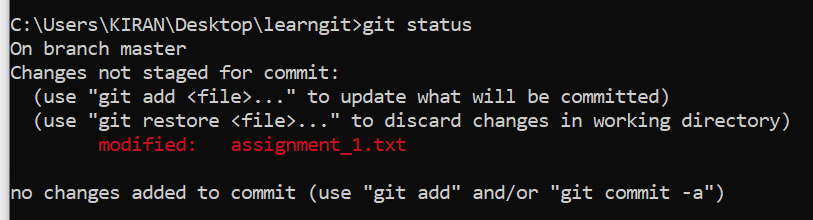 C:\Users\KIRAN\Desktop\learngit>git status
On branch master
Changes not staged for commit:
  (use "git add <file>..." to update what will be committed)
  (use "git restore <file>..." to discard changes in working directory)
        modified:   assignment_1.txt

no changes added to commit (use "git add" and/or "git commit -a")